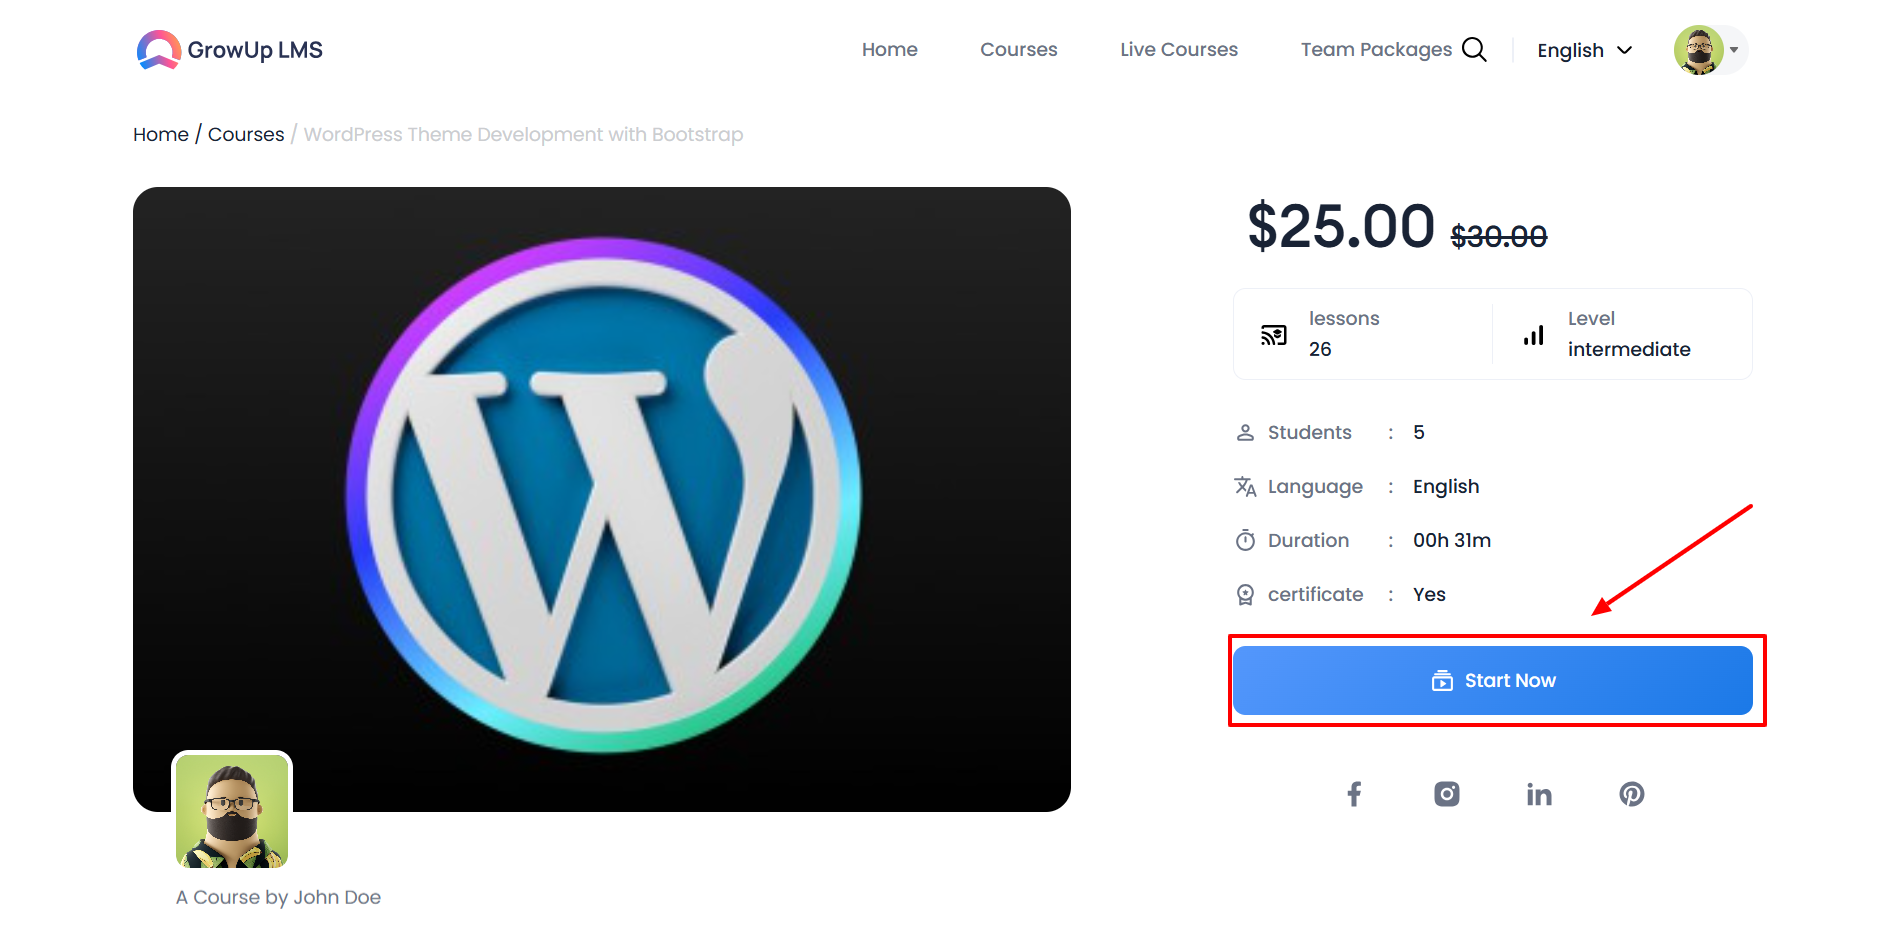 GrowUp LMS
Home Courses Live Courses Team Packages English
Home / Courses / WordPress Theme Development with Bootstrap
$25.00 $30.00
lessons
26
Level
intermediate
Students : 5
Language : English
Duration : 00h 31m
certificate : Yes
Start Now
A Course by John Doe